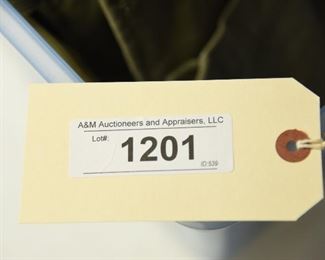 A&M Auctioneers and Appraisers, LLC
Lot#: 1201
ID:539